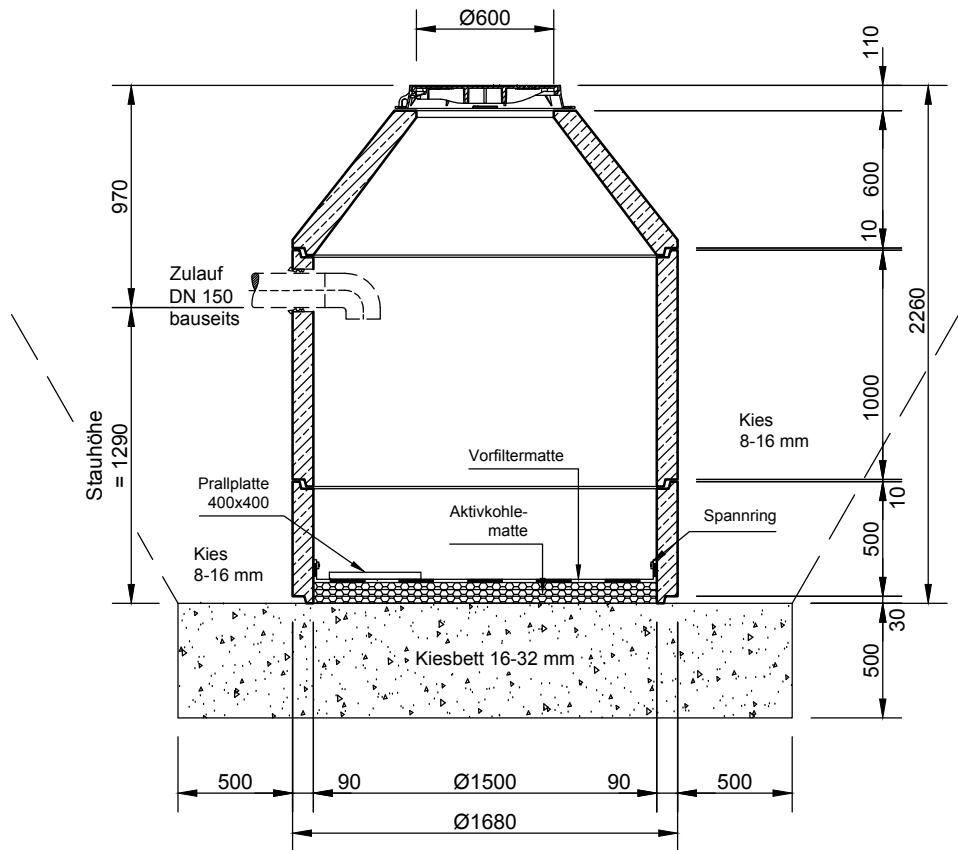 Ø600
110
970
600
10
Zulauf
DN 150
bauseits
2260
1000
Stauhöhe
= 1290
Kies
8-16 mm
Vorfiltermatte
Prallplatte
400x400
Aktivkohle-
matte
Spannring
10
500
Kies
8-16 mm
30
Kiesbett 16-32 mm
500
500
90
Ø1500
90
500
Ø1680